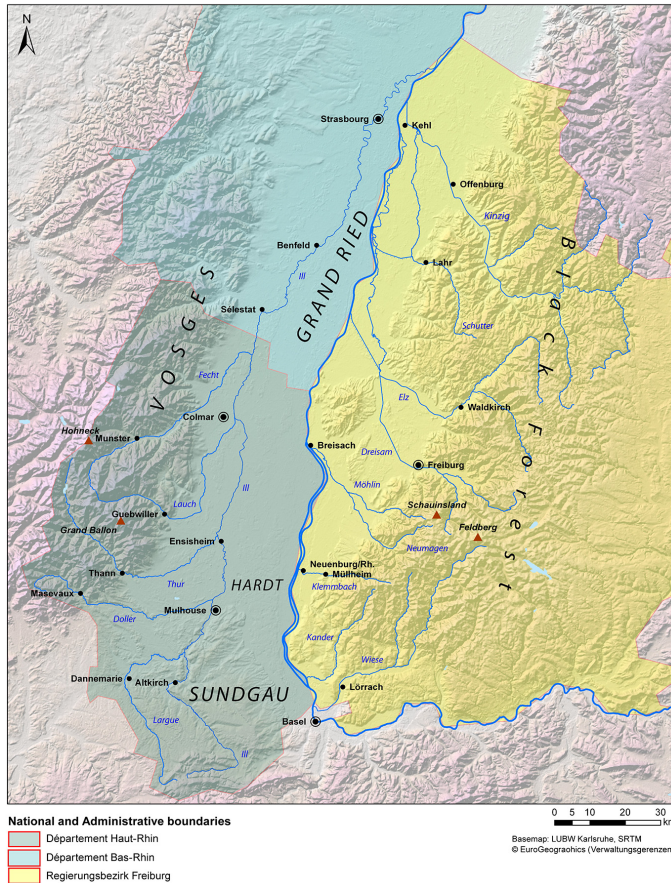 N
Strasbourg
Kehl
Offenburg
Kinzig
Benfeld
Ill
GRAND RIED
Lahr
Black Forest
VOSGES
Sélestat
Schutter
Fecht
Elz
Colmar
Waldkirch
Hohneck
Munster
Breisach
Dreisam
Freiburg
Möhlin
Ill
Lauch
Guebwiller
Schauinsland
Grand Ballon
Feldberg
Ensisheim
Neumagen
Neuenburg/Rh.
Müllheim
Thann
Thur
HARDT
Klemmbach
Masevaux
Doller
Mulhouse
Kander
Wiese
Dannemarie
Altkirch
SUNDGAU
Lörrach
Largue
Basel
Ill
National and Administrative boundaries
Département Haut-Rhin
Département Bas-Rhin
Regierungsbezirk Freiburg
0 5 10 20 30
km
Basemap: LUBW Karlsruhe, SRTM
© EuroGeograohics (Verwaltungsgerenzen